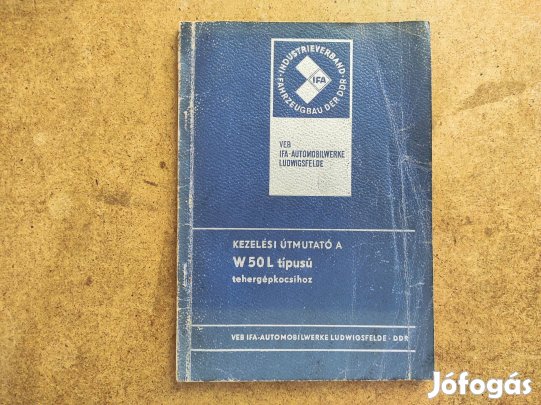 INDUSTRIEVERBAND
FAHRZEUGBAU DER DDR
IFA
VEB
IFA-AUTOMOBILWERKE
LUDWIGSFELDE
KEZELÉSI ÚTMUTATÓ A
W 50 L típusú
tehergépkocsihoz
VEB IFA-AUTOMOBILWERKE LUDWIGSFELDE · DDR
Jófogás